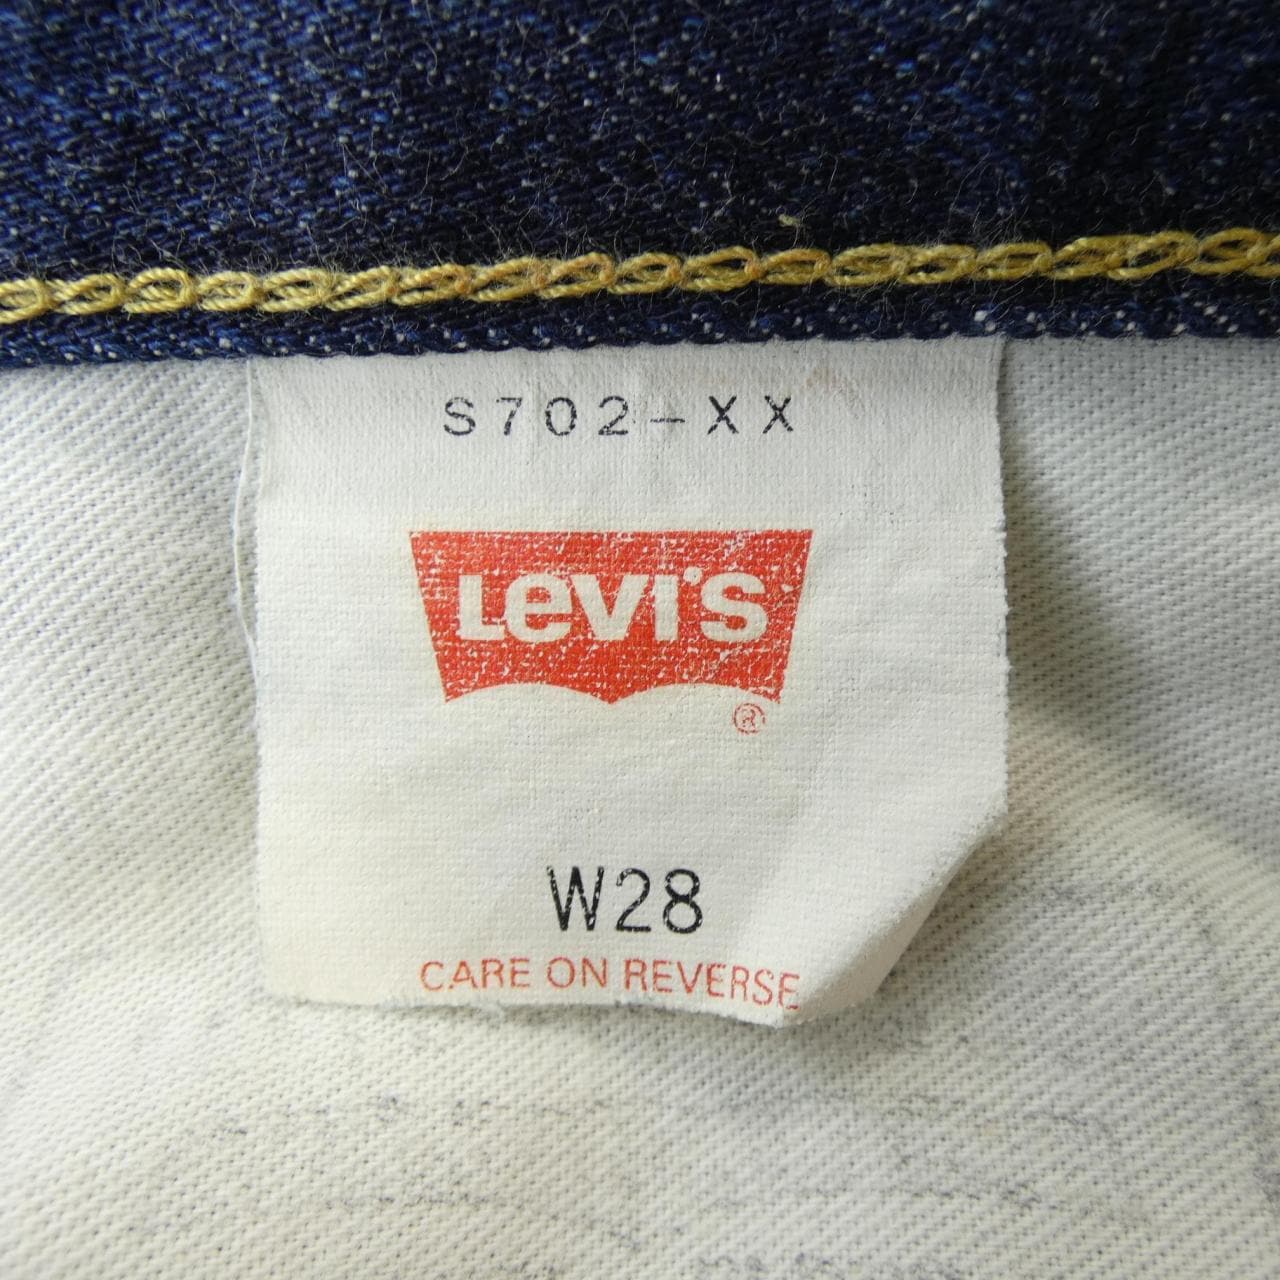 S702-XX
LEVI'S
®
W28
CARE ON REVERSE